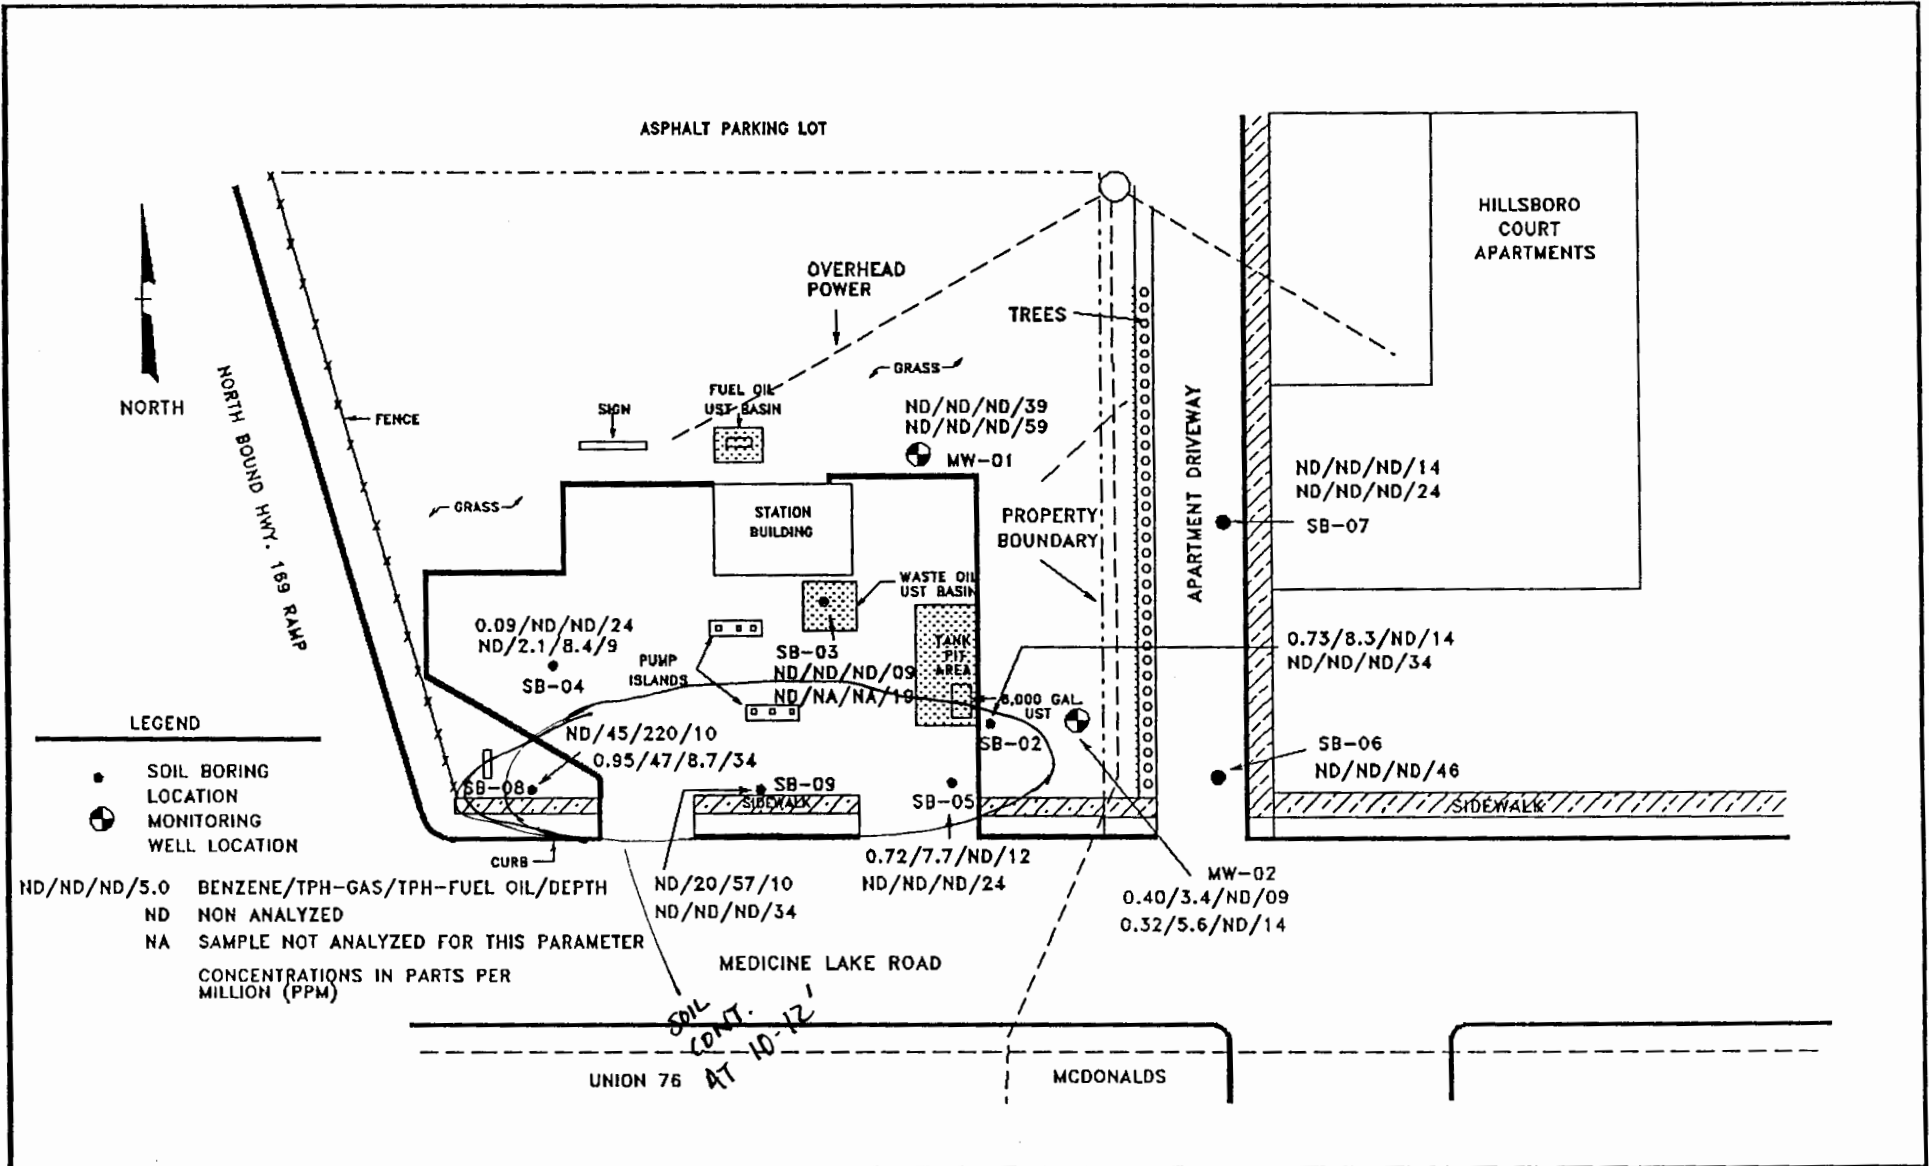 ASPHALT PARKING LOT
HILLSBORO
COURT
APARTMENTS
OVERHEAD
POWER
TREES
GRASS
NORTH
NORTH BOUND HWY. 169 RAMP
FENCE
SIGN
FUEL OIL
UST BASIN
ND/ND/ND/39
ND/ND/ND/59
MW-01
GRASS
STATION
BUILDING
PROPERTY
BOUNDARY
APARTMENT DRIVEWAY
ND/ND/ND/14
ND/ND/ND/24
SB-07
WASTE OIL
UST BASIN
0.09/ND/ND/24
ND/2.1/8.4/9
SB-04
PUMP
ISLANDS
SB-03
ND/ND/ND/09
ND/NA/NA/19
TANK
PIT
AREA
6,000 GAL.
UST
SB-02
0.73/8.3/ND/14
ND/ND/ND/34
SB-06
ND/ND/ND/46
ND/45/220/10
0.95/47/8.7/34
SB-08
SB-09
SIDEWALK
SB-05
SIDEWALK
CURB
ND/20/57/10
ND/ND/ND/34
0.72/7.7/ND/12
ND/ND/ND/24
MW-02
0.40/3.4/ND/09
0.32/5.6/ND/14
LEGEND
SOIL BORING
LOCATION
MONITORING
WELL LOCATION
ND/ND/ND/5.0 BENZENE/TPH-GAS/TPH-FUEL OIL/DEPTH
ND NON ANALYZED
NA SAMPLE NOT ANALYZED FOR THIS PARAMETER
CONCENTRATIONS IN PARTS PER
MILLION (PPM)
MEDICINE LAKE ROAD
SOIL
CONT.
AT 10-12'
UNION 76
MCDONALDS